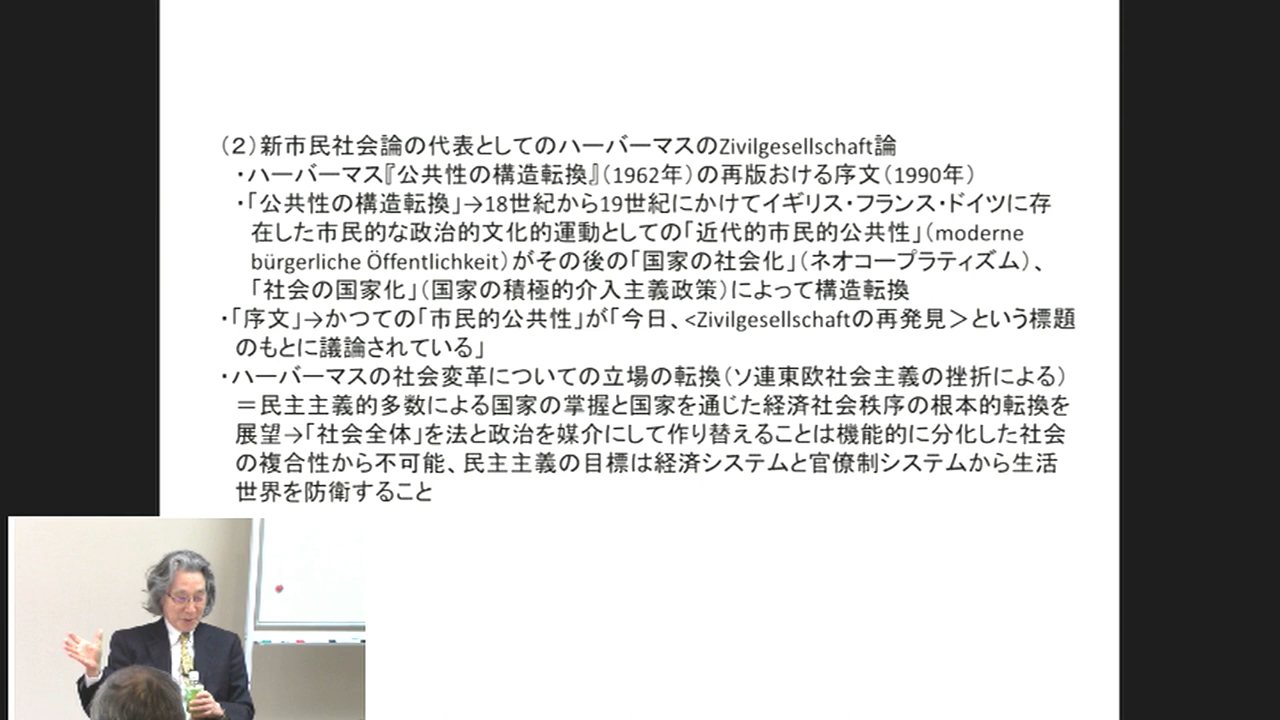 （２）新市民社会論の代表としてのハーバーマスのZivilgesellschaft論
・ハーバーマス『公共性の構造転換』（1962年）の再版おける序文（1990年）
・「公共性の構造転換」→18世紀から19世紀にかけてイギリス・フランス・ドイツに存
在した市民的な政治的文化的運動としての「近代的市民的公共性」（moderne
bürgerliche Öffentlichkeit）がその後の「国家の社会化」（ネオコープラティズム）、
「社会の国家化」（国家の積極的介入主義政策）によって構造転換
・「序文」→かつての「市民的公共性」が「今日、<Zivilgesellschaftの再発見＞という標題
のもとに議論されている」
・ハーバーマスの社会変革についての立場の転換（ソ連東欧社会主義の挫折による）
＝民主主義的多数による国家の掌握と国家を通じた経済社会秩序の根本的転換を
展望→「社会全体」を法と政治を媒介にして作り替えることは機能的に分化した社会
の複合性から不可能、民主主義の目標は経済システムと官僚制システムから生活
世界を防衛すること